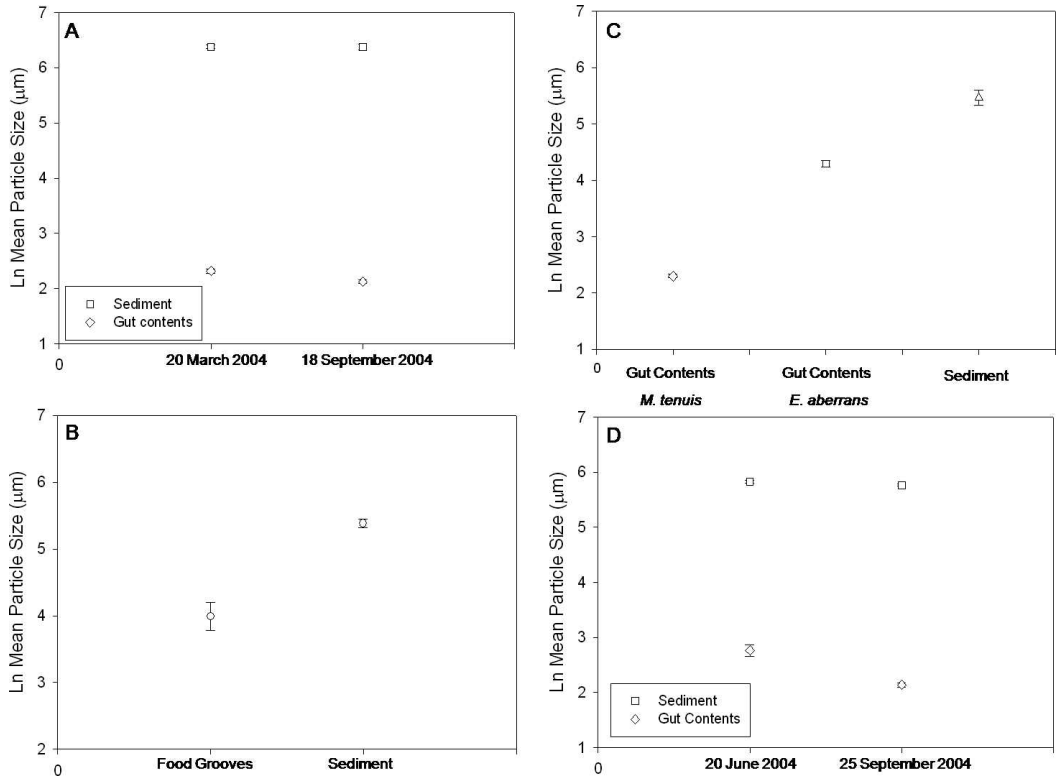 A
Ln Mean Particle Size (μm)
7
6
5
4
3
2
1
0
Sediment
Gut contents
20 March 2004 18 September 2004
C
Ln Mean Particle Size (μm)
7
6
5
4
3
2
1
0
Gut Contents Gut Contents Sediment
M. tenuis E. aberrans
B
Ln Mean Particle Size (μm)
7
6
5
4
3
2
0
Food Grooves Sediment
D
Ln Mean Particle Size (μm)
7
6
5
4
3
2
1
0
Sediment
Gut Contents
20 June 2004 25 September 2004